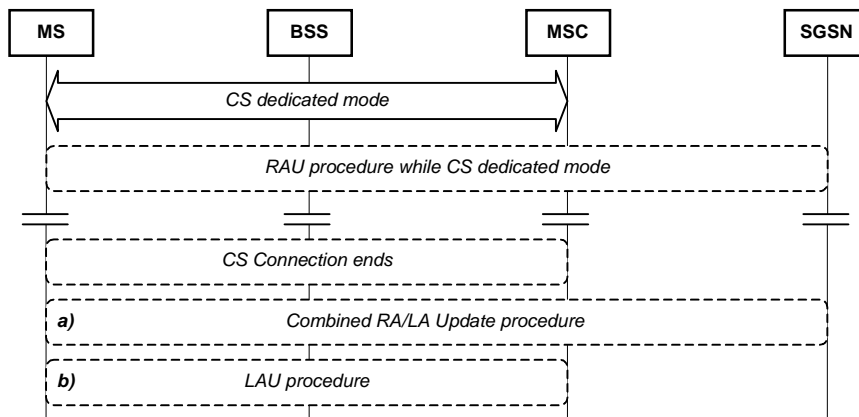 MS
BSS
MSC
SGSN
CS dedicated mode
RAU procedure while CS dedicated mode
CS Connection ends
a) Combined RA/LA Update procedure
b) LAU procedure